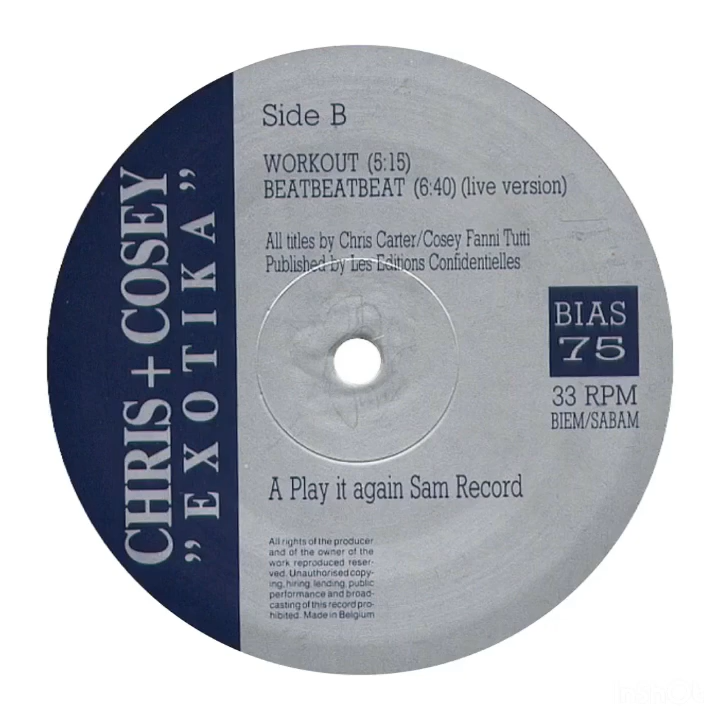 CHRIS + COSEY
„ E X O T I K A ”
Side B
WORKOUT (5:15)
BEATBEATBEAT (6:40) (live version)
All titles by Chris Carter/Cosey Fanni Tutti
Published by Les Editions Confidentielles
BIAS
75
33 RPM
BIEM/SABAM
A Play it again Sam Record
All rights of the producer
and of the owner of the
work reproduced reser-
ved. Unauthorised copy-
ing, hiring, lending, public
performance and broad-
casting of this record pro-
hibited. Made in Belgium